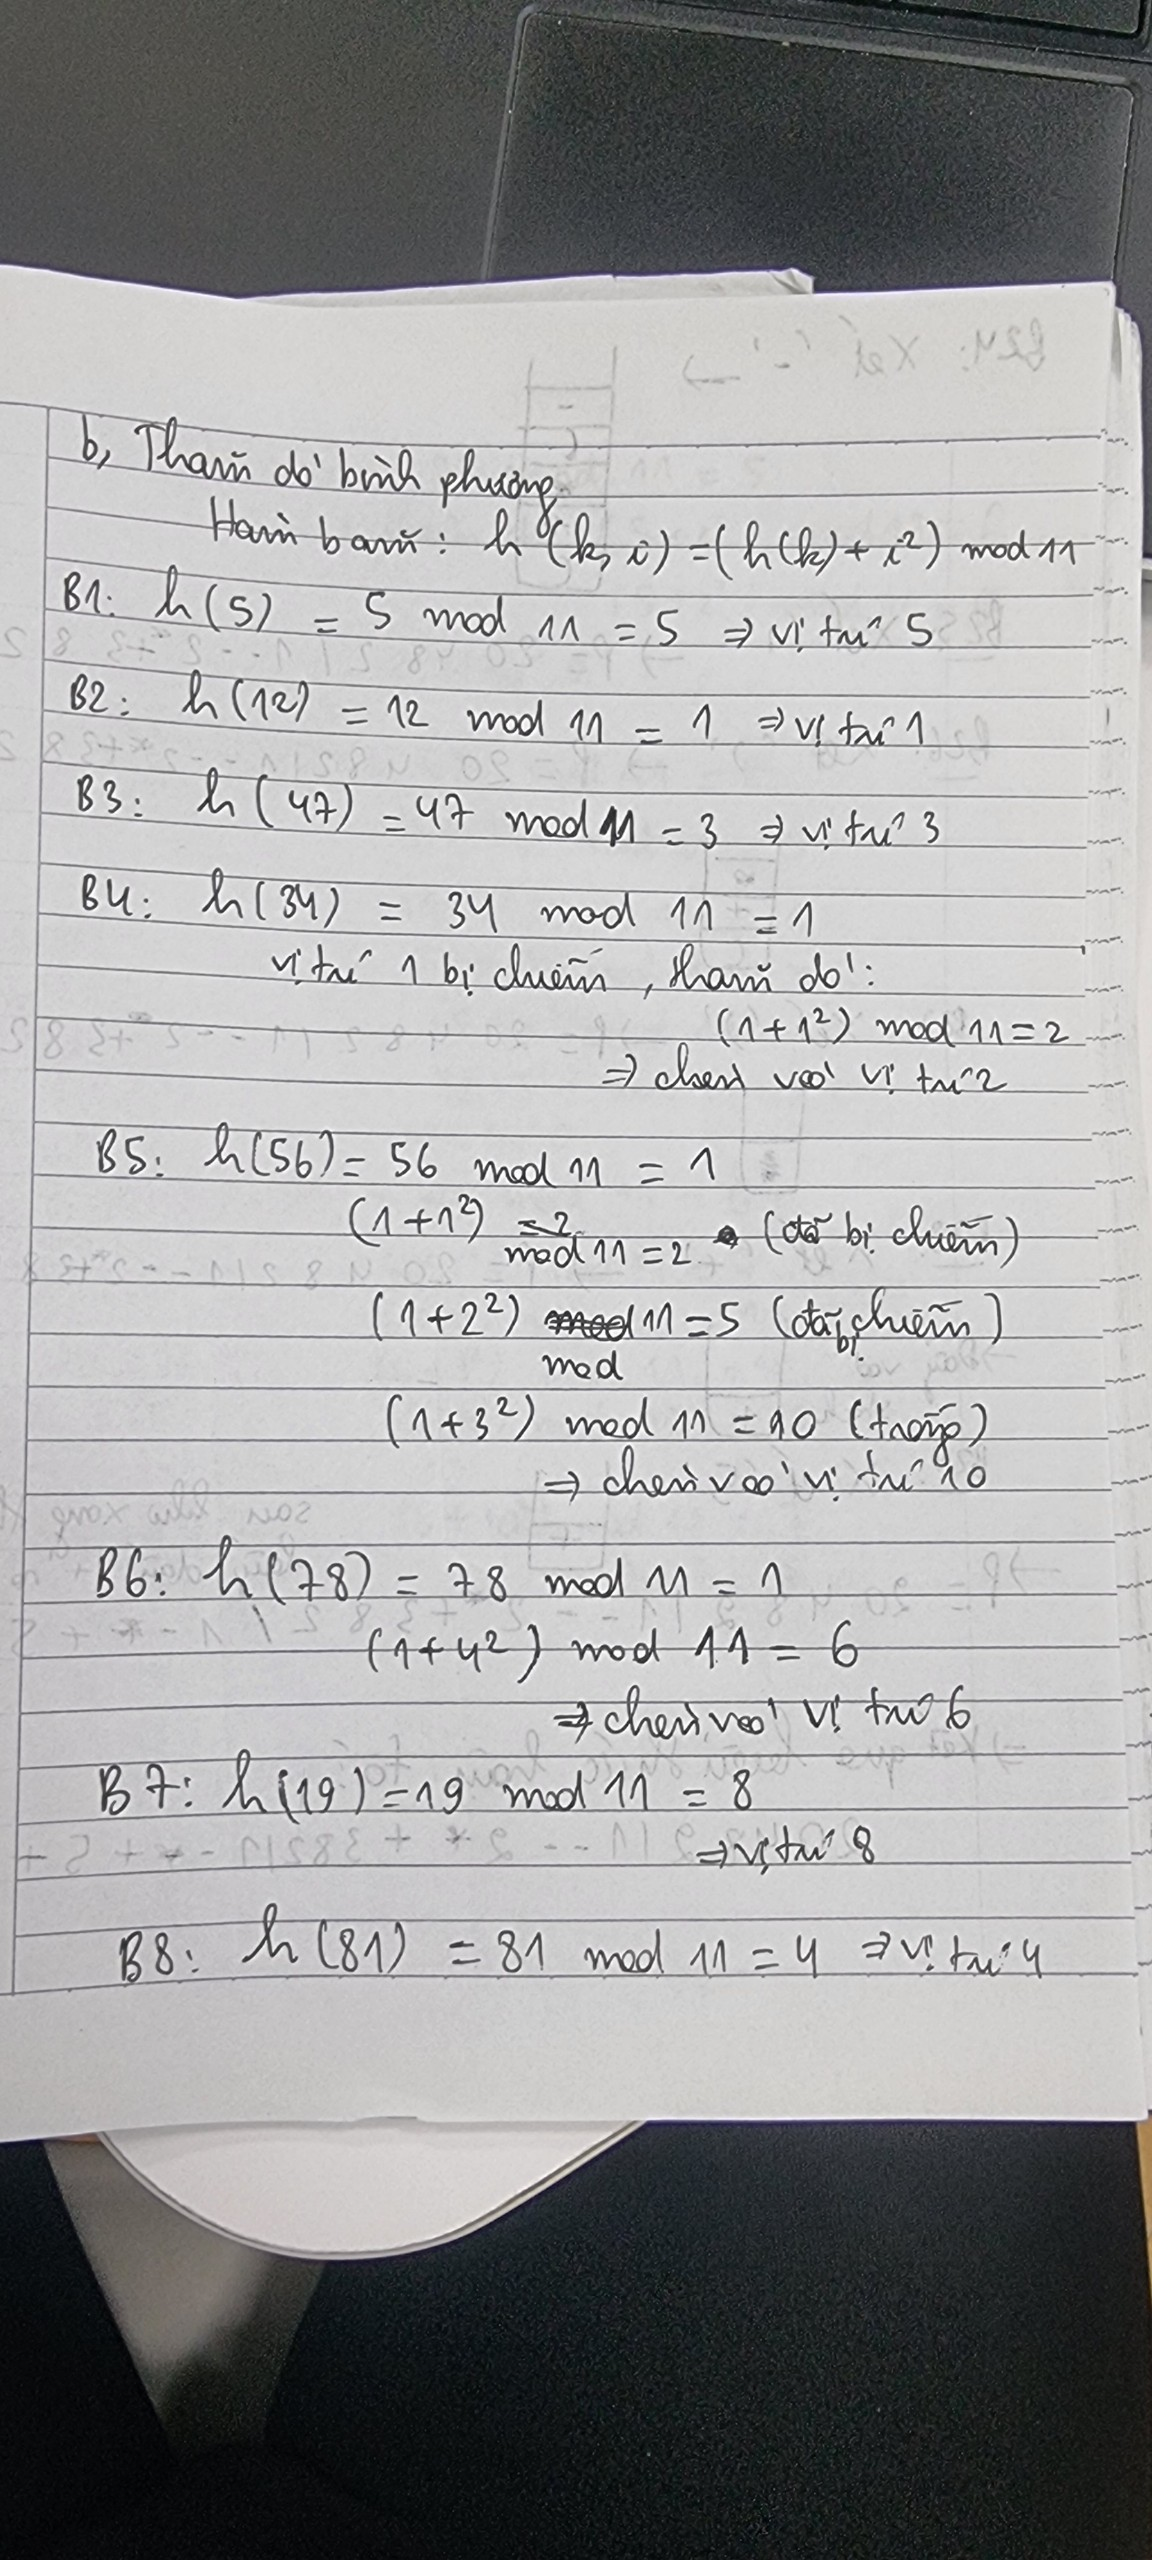 b, Thăm dò bình phương
Hàm băm: h(k, i) = (h(k) + i²) mod 11
B1: h(5) = 5 mod 11 = 5 ⇒ vị trí 5
B2: h(12) = 12 mod 11 = 1 ⇒ vị trí 1
B3: h(47) = 47 mod 11 = 3 ⇒ vị trí 3
B4: h(34) = 34 mod 11 = 1
vị trí 1 bị chiếm, thăm dò:
(1 + 1²) mod 11 = 2
⇒ chèn vào vị trí 2
B5: h(56) = 56 mod 11 = 1
(1 + 1²) mod 11 = 2 (đã bị chiếm)
(1 + 2²) mod 11 = 5 (đã bị chiếm)
(1 + 3²) mod 11 = 10 (trống)
⇒ chèn vào vị trí 10
B6: h(78) = 78 mod 11 = 1
(1 + 4²) mod 11 = 6
⇒ chèn vào vị trí 6
B7: h(19) = 19 mod 11 = 8
⇒ vị trí 8
B8: h(81) = 81 mod 11 = 4 ⇒ vị trí 4